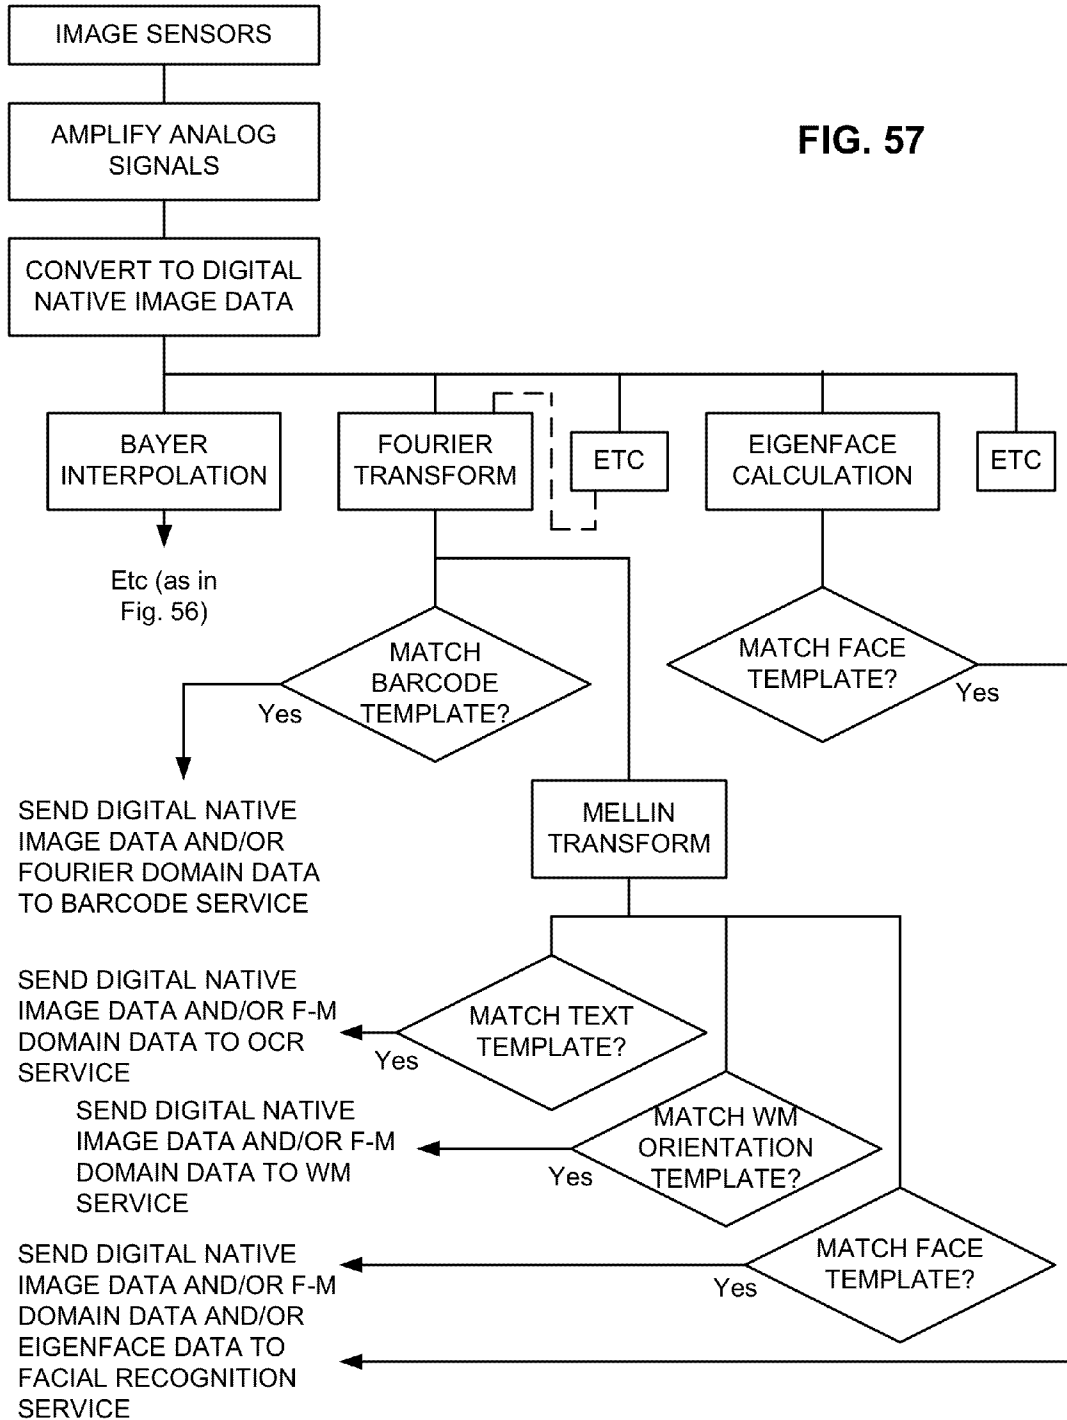 IMAGE SENSORS
AMPLIFY ANALOG
SIGNALS
FIG. 57
CONVERT TO DIGITAL
NATIVE IMAGE DATA
BAYER
INTERPOLATION
FOURIER
TRANSFORM
ETC
EIGENFACE
CALCULATION
ETC
Etc (as in
Fig. 56)
MATCH
BARCODE
TEMPLATE?
Yes
MATCH FACE
TEMPLATE?
Yes
SEND DIGITAL NATIVE
IMAGE DATA AND/OR
FOURIER DOMAIN DATA
TO BARCODE SERVICE
MELLIN
TRANSFORM
SEND DIGITAL NATIVE
IMAGE DATA AND/OR F-M
DOMAIN DATA TO OCR
SERVICE
Yes
MATCH TEXT
TEMPLATE?
SEND DIGITAL NATIVE
IMAGE DATA AND/OR F-M
DOMAIN DATA TO WM
SERVICE
Yes
MATCH WM
ORIENTATION
TEMPLATE?
SEND DIGITAL NATIVE
IMAGE DATA AND/OR F-M
DOMAIN DATA AND/OR
EIGENFACE DATA TO
FACIAL RECOGNITION
SERVICE
Yes
MATCH FACE
TEMPLATE?